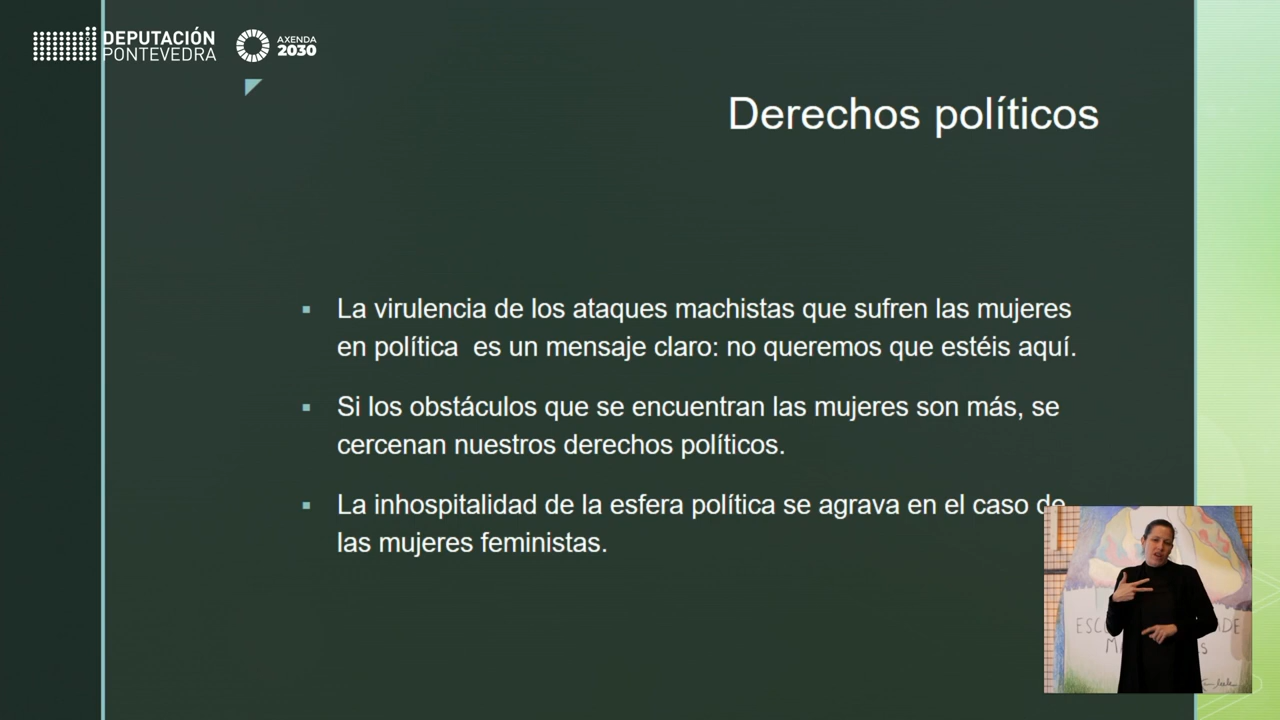 DEPUTACIÓN
PONTEVEDRA
AXENDA
2030
Derechos políticos
La virulencia de los ataques machistas que sufren las mujeres
en política es un mensaje claro: no queremos que estéis aquí.
Si los obstáculos que se encuentran las mujeres son más, se
cercenan nuestros derechos políticos.
La inhospitalidad de la esfera política se agrava en el caso de
las mujeres feministas.